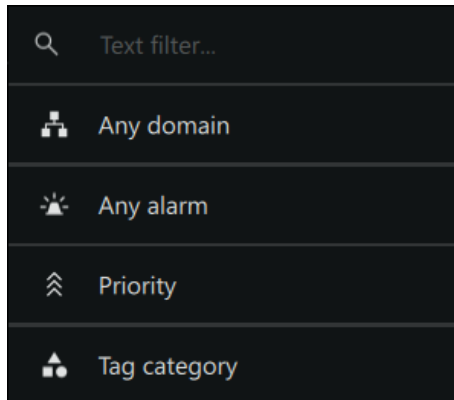 Text filter...
Any domain
Any alarm
Priority
Tag category